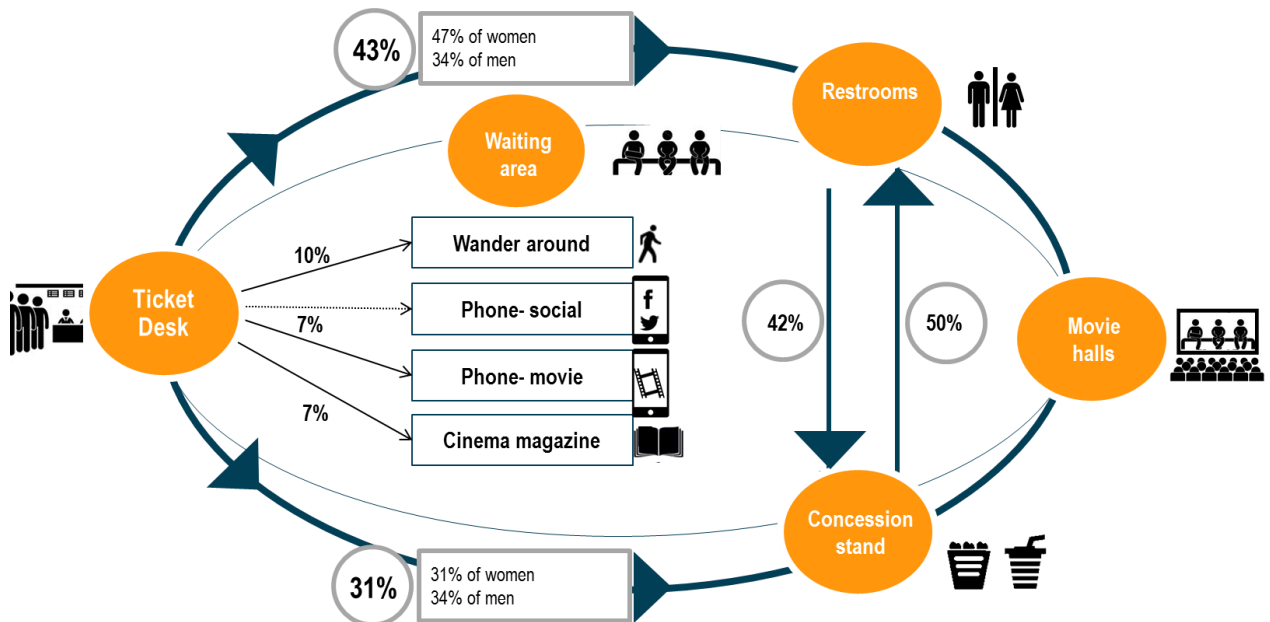 43%
47% of women
34% of men
Restrooms
Waiting
area
Wander around
10%
Ticket
Desk
Phone- social
7%
Phone- movie
7%
Cinema magazine
42%
50%
Movie
halls
Concession
stand
31%
31% of women
34% of men
f